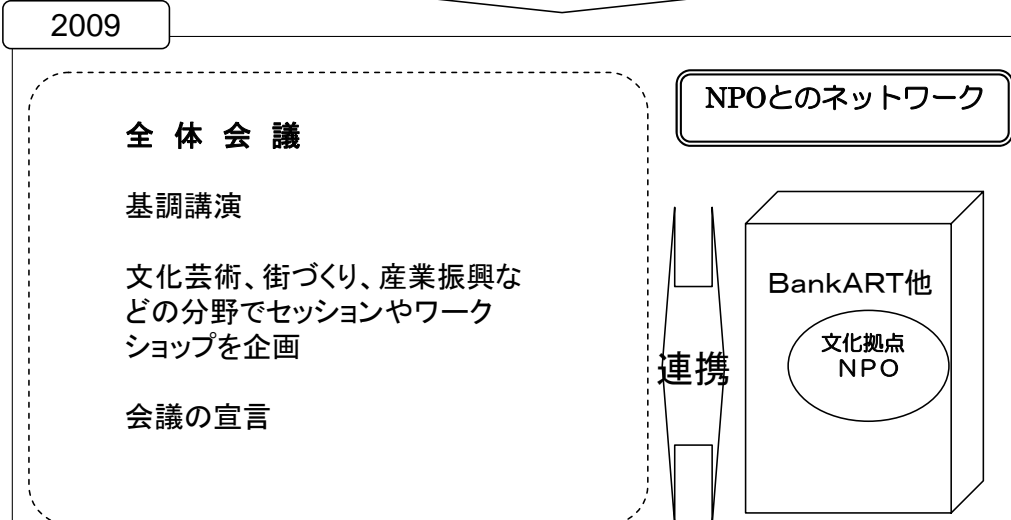 2009
全 体 会 議
基調講演
文化芸術、街づくり、産業振興な
どの分野でセッションやワーク
ショップを企画
会議の宣言
NPOとのネットワーク
連携
BankART他
文化拠点
NPO